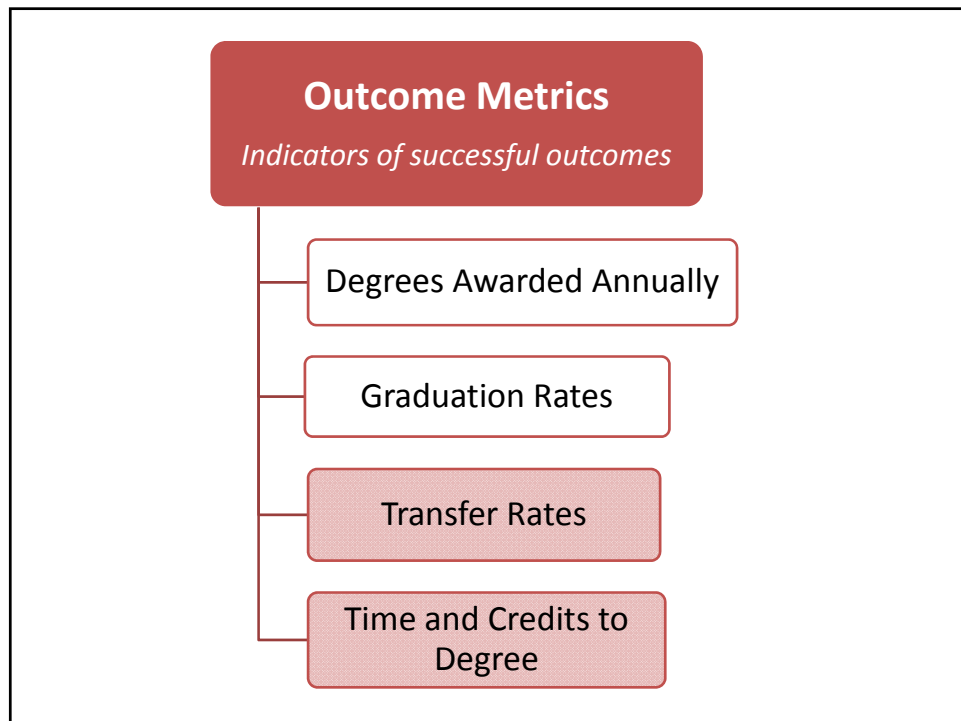 Outcome Metrics
Indicators of successful outcomes
Degrees Awarded Annually
Graduation Rates
Transfer Rates
Time and Credits to
Degree